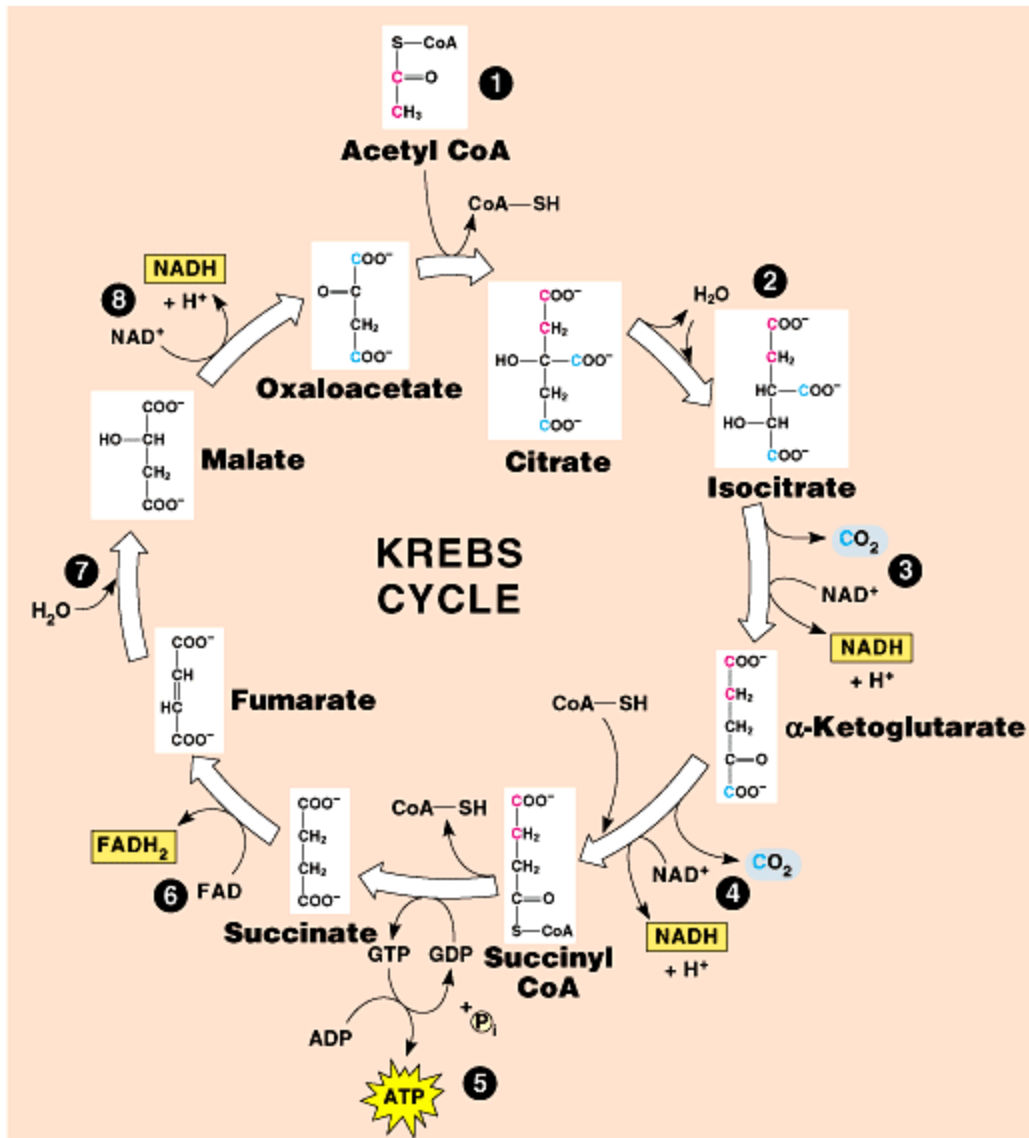 S—CoA
C=O
CH₃
1
Acetyl CoA
CoA—SH
NADH
+ H⁺
8
NAD⁺
COO⁻
O—C
CH₂
COO⁻
Oxaloacetate
COO⁻
CH₂
HO—C—COO⁻
CH₂
COO⁻
Citrate
H₂O
2
COO⁻
CH₂
HC—COO⁻
HO—CH
COO⁻
Isocitrate
COO⁻
HO—CH
CH₂
COO⁻
Malate
KREBS
CYCLE
CO₂
3
NAD⁺
NADH
+ H⁺
7
H₂O
COO⁻
CH
HC
COO⁻
Fumarate
CoA—SH
COO⁻
CH₂
CH₂
C—O
COO⁻
α-Ketoglutarate
FADH₂
6
FAD
COO⁻
CH₂
CH₂
COO⁻
Succinate
CoA—SH
COO⁻
CH₂
CH₂
C=O
S—CoA
Succinyl
CoA
NAD⁺
4
CO₂
NADH
+ H⁺
GTP
GDP
+
Pi
ADP
ATP
5